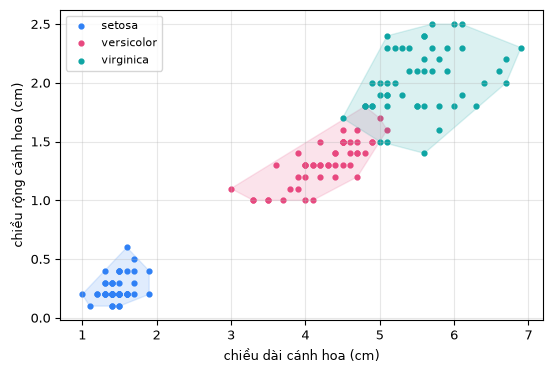 setosa
versicolor
virginica
2.5
2.0
1.5
1.0
0.5
0.0
chiều rộng cánh hoa (cm)
1 2 3 4 5 6 7
chiều dài cánh hoa (cm)